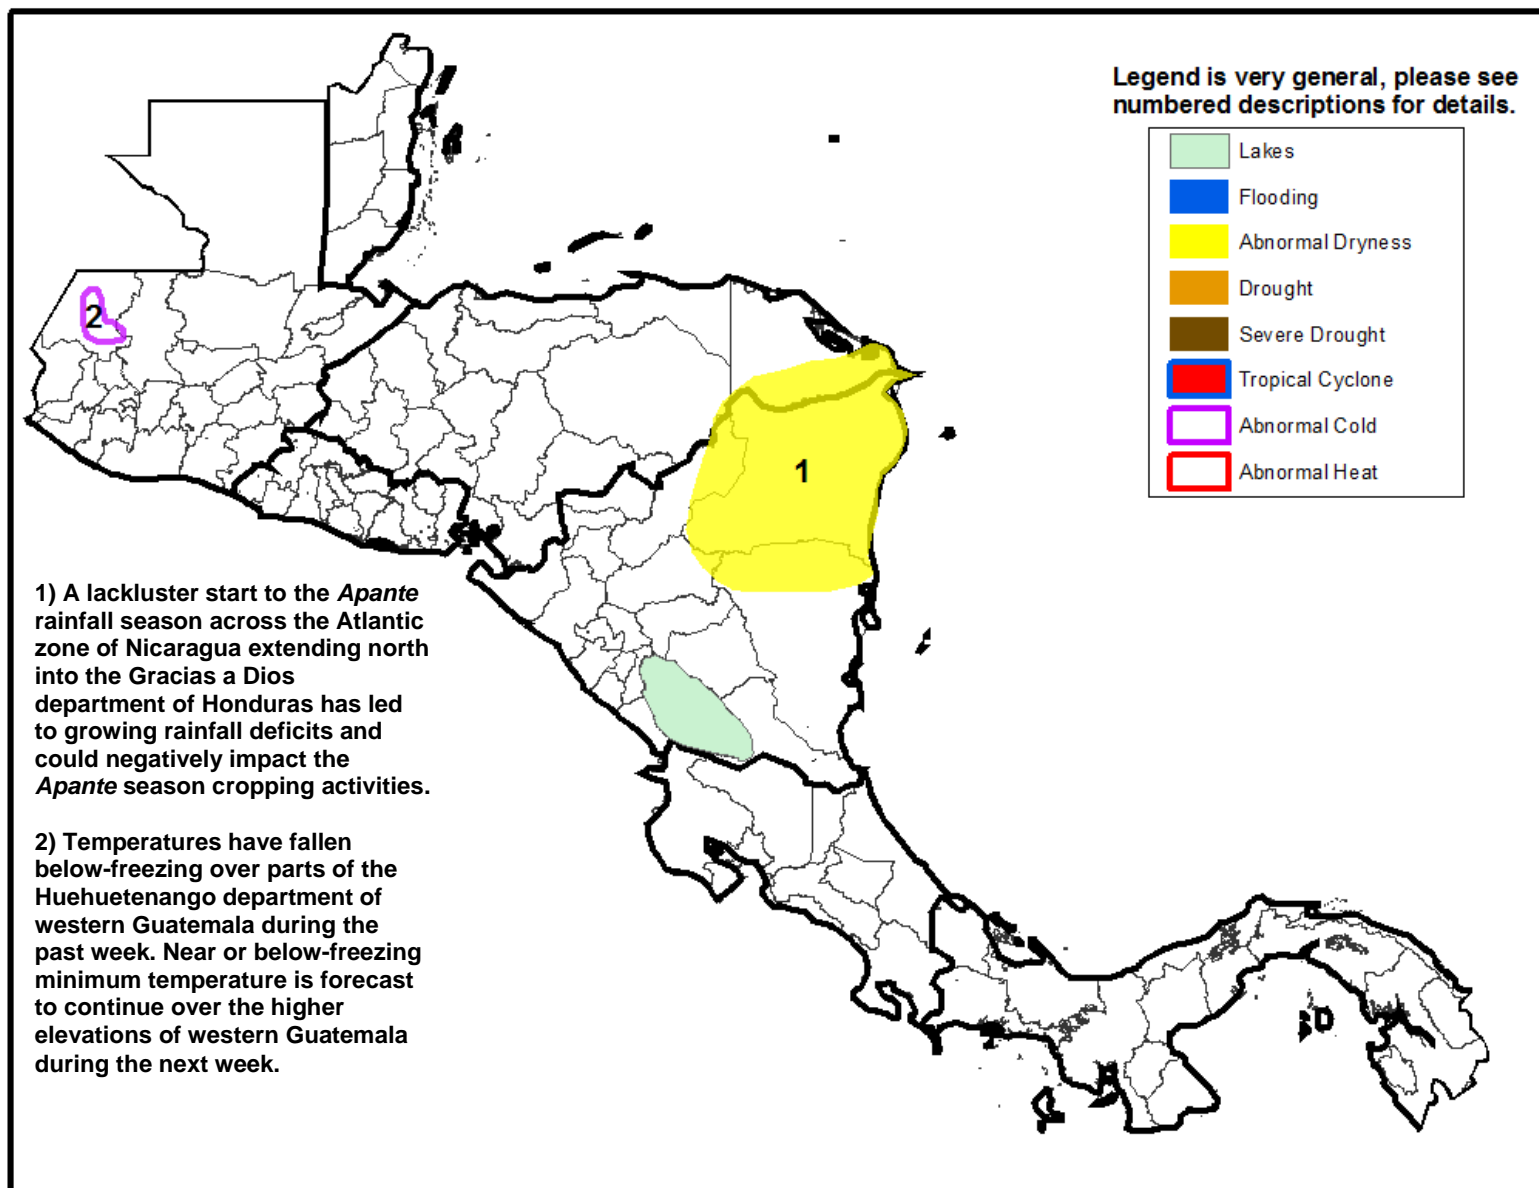 Legend is very general, please see
numbered descriptions for details.
Lakes
Flooding
Abnormal Dryness
Drought
Severe Drought
Tropical Cyclone
Abnormal Cold
Abnormal Heat
2
1
1) A lackluster start to the Apante
rainfall season across the Atlantic
zone of Nicaragua extending north
into the Gracias a Dios
department of Honduras has led
to growing rainfall deficits and
could negatively impact the
Apante season cropping activities.
2) Temperatures have fallen
below-freezing over parts of the
Huehuetenango department of
western Guatemala during the
past week. Near or below-freezing
minimum temperature is forecast
to continue over the higher
elevations of western Guatemala
during the next week.